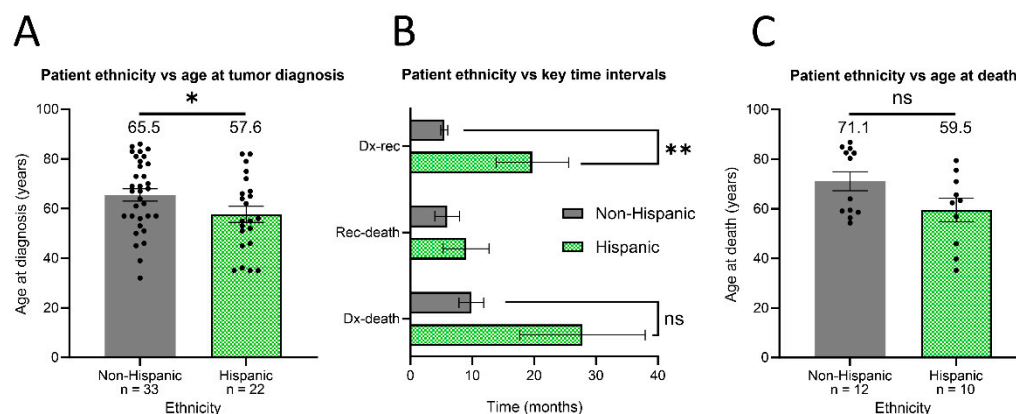 A
Patient ethnicity vs age at tumor diagnosis
*
65.5
57.6
100
80
60
40
20
0
Age at diagnosis (years)
Non-Hispanic
n = 33
Hispanic
n = 22
Ethnicity
B
Patient ethnicity vs key time intervals
Dx-rec
Rec-death
Dx-death
**
Non-Hispanic
Hispanic
ns
0
10
20
30
40
Time (months)
C
Patient ethnicity vs age at death
ns
71.1
59.5
100
80
60
40
20
0
Age at death (years)
Non-Hispanic
n = 12
Hispanic
n = 10
Ethnicity